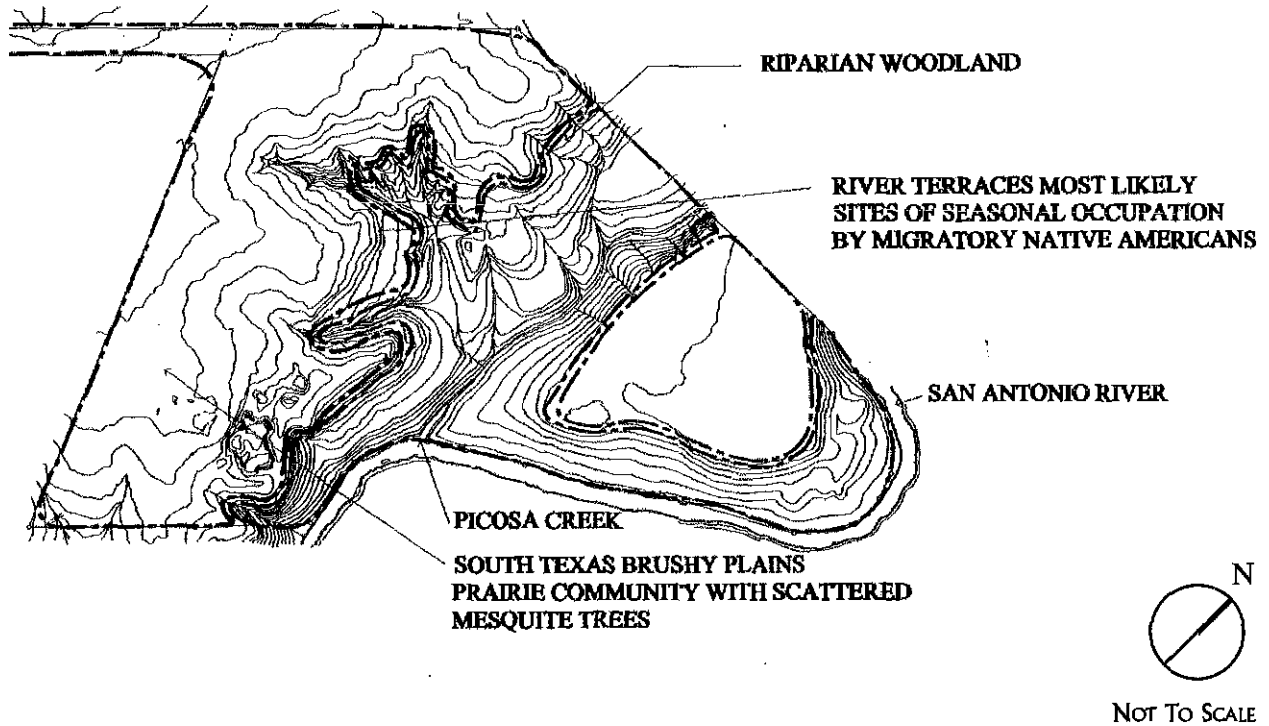 RIPARIAN WOODLAND
RIVER TERRACES MOST LIKELY
SITES OF SEASONAL OCCUPATION
BY MIGRATORY NATIVE AMERICANS
SAN ANTONIO RIVER
PICOSA CREEK
SOUTH TEXAS BRUSHY PLAINS
PRAIRIE COMMUNITY WITH SCATTERED
MESQUITE TREES
N
NOT TO SCALE